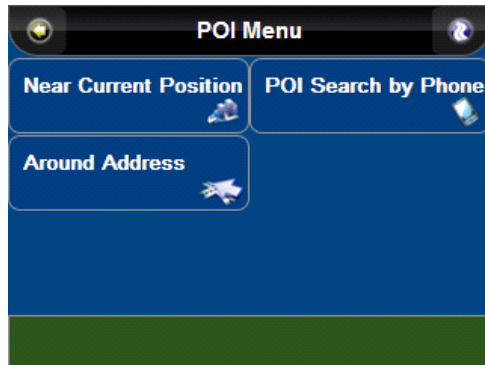 POI Menu
Near Current Position
POI Search by Phone
Around Address